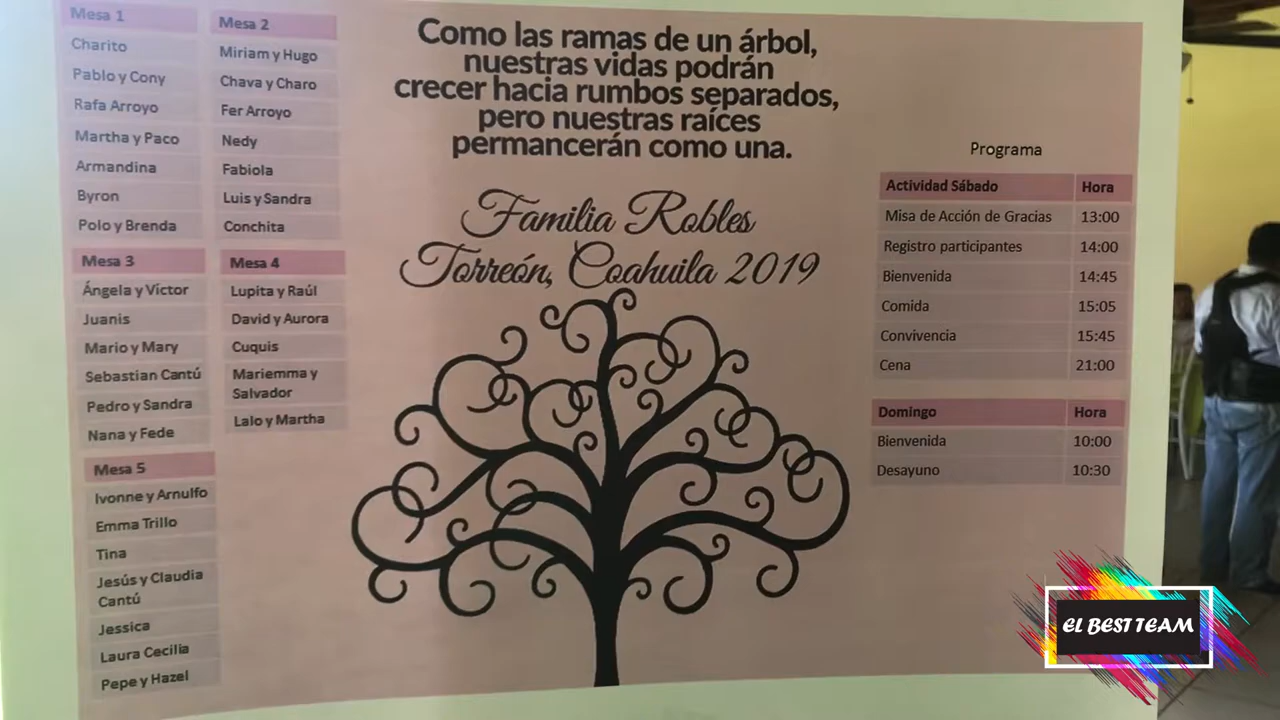 Mesa 1
Charito
Pablo y Cony
Rafa Arroyo
Martha y Paco
Armandina
Byron
Polo y Brenda
Mesa 2
Miriam y Hugo
Chava y Charo
Fer Arroyo
Nedy
Fabiola
Luis y Sandra
Conchita
Mesa 3
Ángela y Víctor
Juanis
Mario y Mary
Sebastian Cantú
Pedro y Sandra
Nana y Fede
Mesa 4
Lupita y Raúl
David y Aurora
Cuquis
Mariemma y
Salvador
Lalo y Martha
Mesa 5
Ivonne y Arnulfo
Emma Trillo
Tina
Jesús y Claudia
Cantú
Jessica
Laura Cecilia
Pepe y Hazel
Como las ramas de un árbol,
nuestras vidas podrán
crecer hacia rumbos separados,
pero nuestras raíces
permancerán como una.
Familia Robles
Torreón, Coahuila 2019
Programa
Actividad Sábado Hora
Misa de Acción de Gracias 13:00
Registro participantes 14:00
Bienvenida 14:45
Comida 15:05
Convivencia 15:45
Cena 21:00
Domingo Hora
Bienvenida 10:00
Desayuno 10:30
EL BEST TEAM